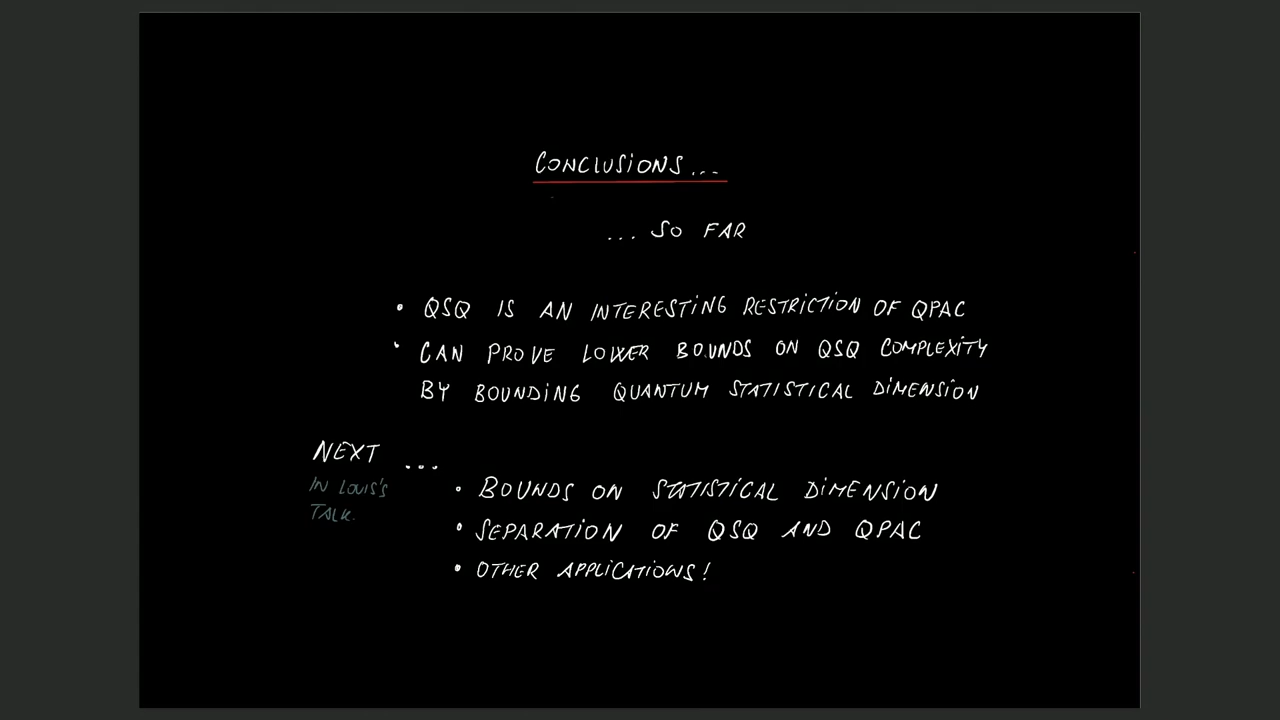 CONCLUSIONS...
... SO FAR
• QSQ IS AN INTERESTING RESTRICTION OF QPAC
• CAN PROVE LOWER BOUNDS ON QSQ COMPLEXITY
BY BOUNDING QUANTUM STATISTICAL DIMENSION
NEXT ...
IN LOUIS'S
TALK.
• BOUNDS ON STATISTICAL DIMENSION
• SEPARATION OF QSQ AND QPAC
• OTHER APPLICATIONS!